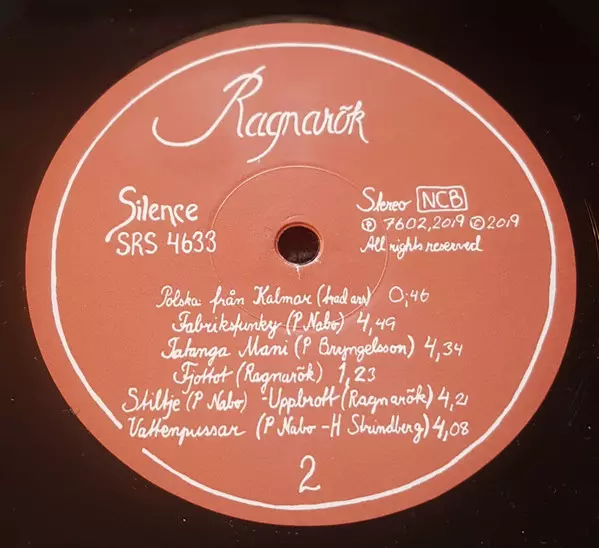 Ragnarök
Silence
SRS 4633
Stereo NCB
℗ 7602, 2019 © 2019
All rights reserved
Polska från Kalmar (trad arr) 0,46
Fabriksfunky (P Nabo) 4,49
Tatanga Mani (P Bryngelsson) 4,34
Fjottot (Ragnarök) 1,23
Stiltje (P Nabo) -Uppbrott (Ragnarök) 4,21
Vattenpussar (P Nabo - H Strindberg) 4,08
2